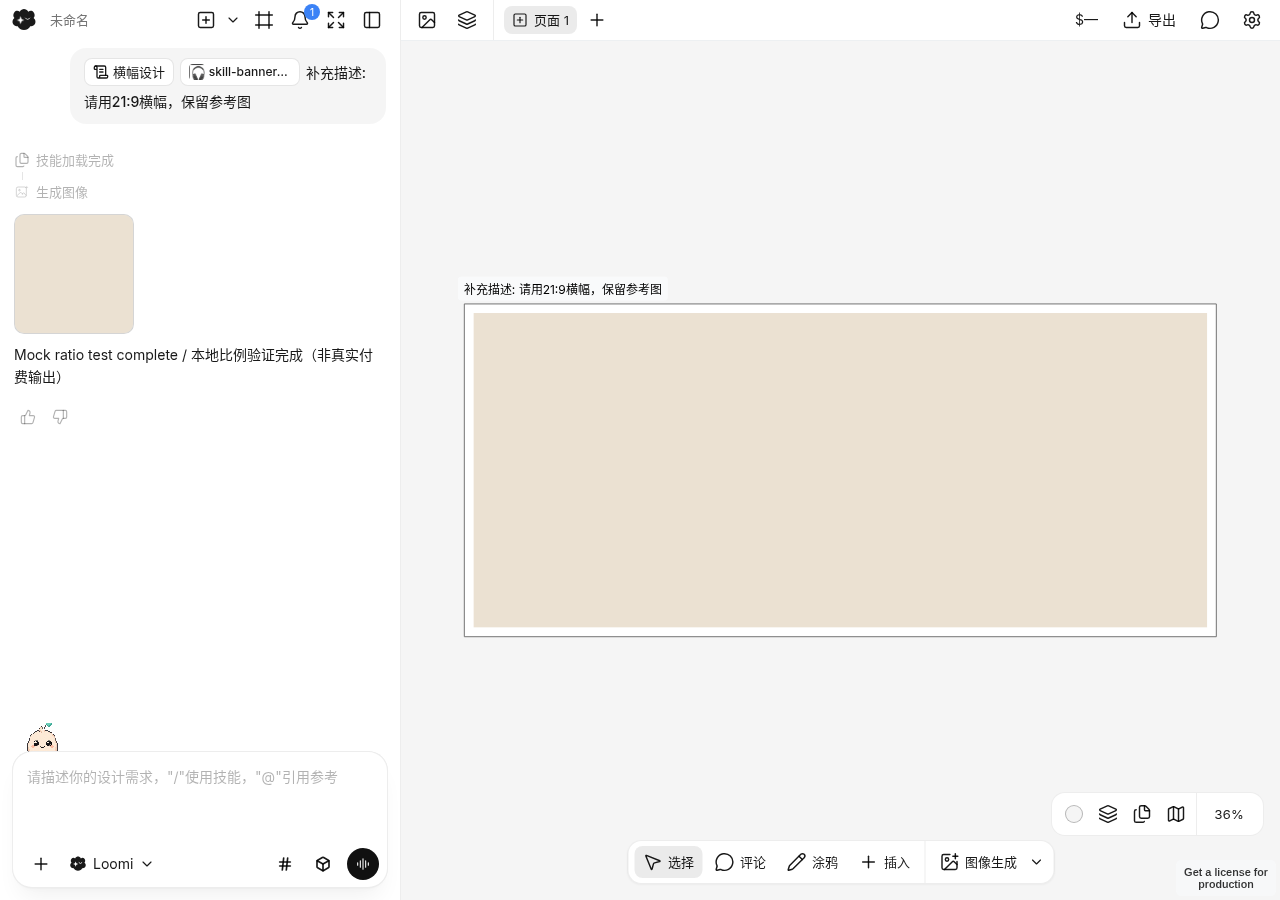 未命名
1
页面 1
$—
导出
横幅设计
skill-banner...
补充描述:
请用21:9横幅，保留参考图
技能加载完成
生成图像
Mock ratio test complete / 本地比例验证完成（非真实付
费输出）
补充描述: 请用21:9横幅，保留参考图
请描述你的设计需求，"/"使用技能，"@"引用参考
Loomi
36%
选择
评论
涂鸦
插入
图像生成
Get a license for
production